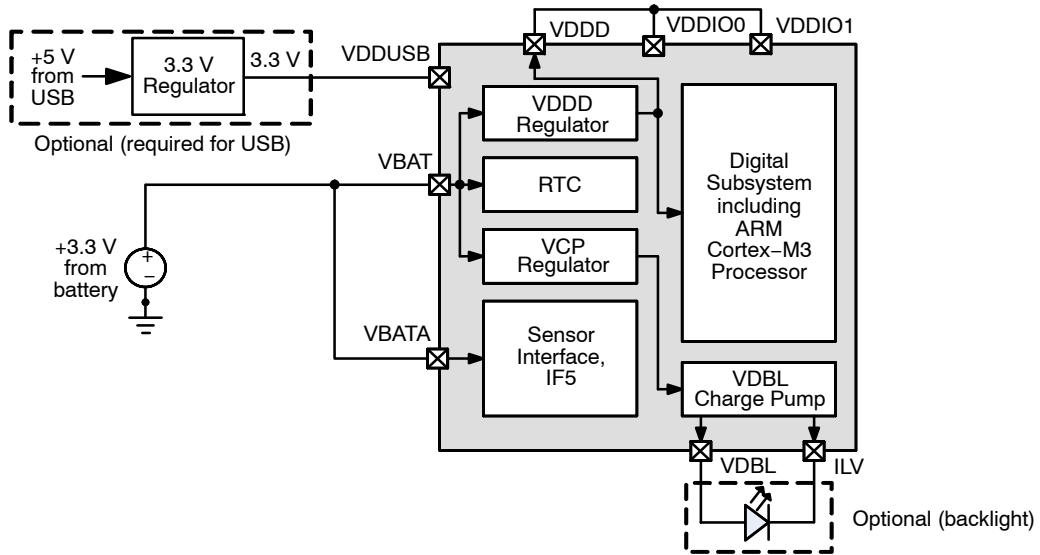 VDDD
VDDIO0
VDDIO1
+5 V
from
USB
3.3 V
Regulator
3.3 V
VDDUSB
Optional (required for USB)
VDDD
Regulator
VBAT
RTC
Digital
Subsystem
including
ARM
Cortex−M3
Processor
+3.3 V
from
battery
+
−
VCP
Regulator
VBATA
Sensor
Interface,
IF5
VDBL
Charge Pump
VDBL
ILV
Optional (backlight)